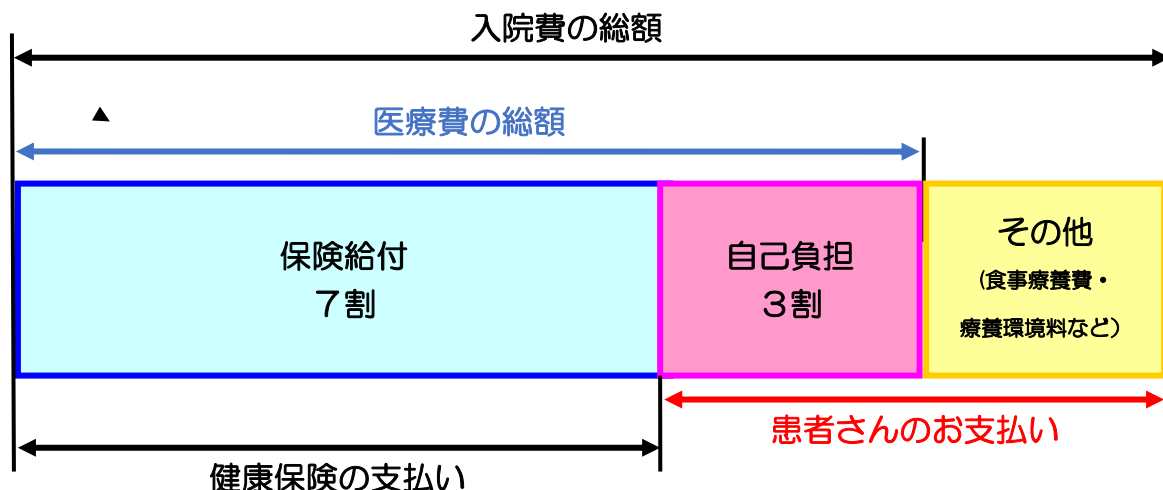 入院費の総額
医療費の総額
保険給付
７割
自己負担
３割
その他
(食事療養費・
療養環境料など)
患者さんのお支払い
健康保険の支払い